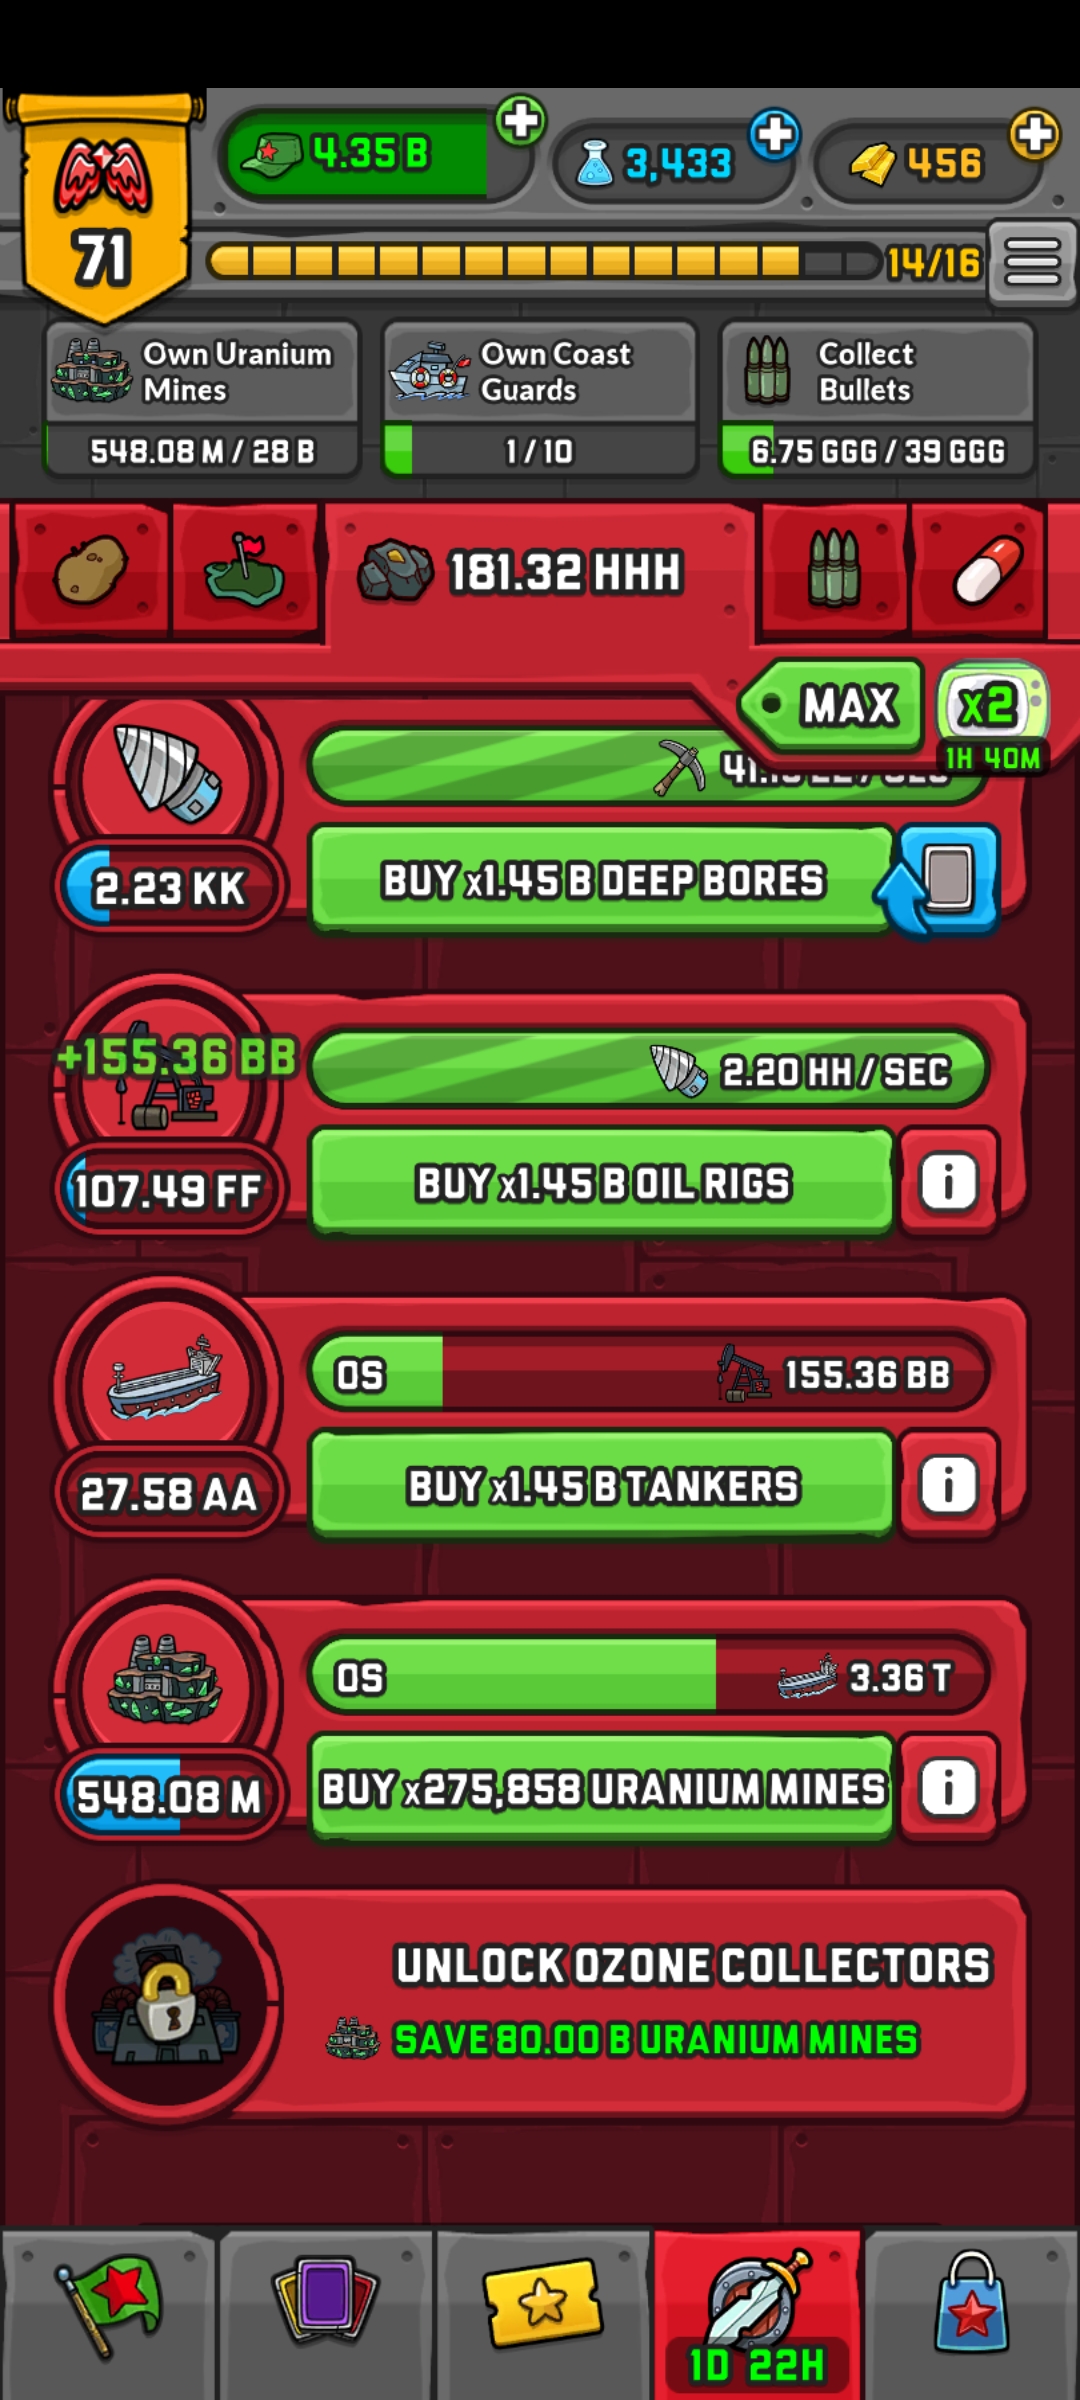 4.35 B
3,433
456
71
14/16
Own Uranium
Mines
548.08 M / 28 B
Own Coast
Guards
1 / 10
Collect
Bullets
6.75 GGG / 39 GGG
181.32 HHH
MAX
x2
1H 40M
2.23 KK
BUY x1.45 B DEEP BORES
+155.36 BB
2.20 HH / SEC
107.49 FF
BUY x1.45 B OIL RIGS
i
0S
155.36 BB
27.58 AA
BUY x1.45 B TANKERS
i
0S
3.36 T
548.08 M
BUY x275,858 URANIUM MINES
i
UNLOCK OZONE COLLECTORS
SAVE 80.00 B URANIUM MINES
1D 22H